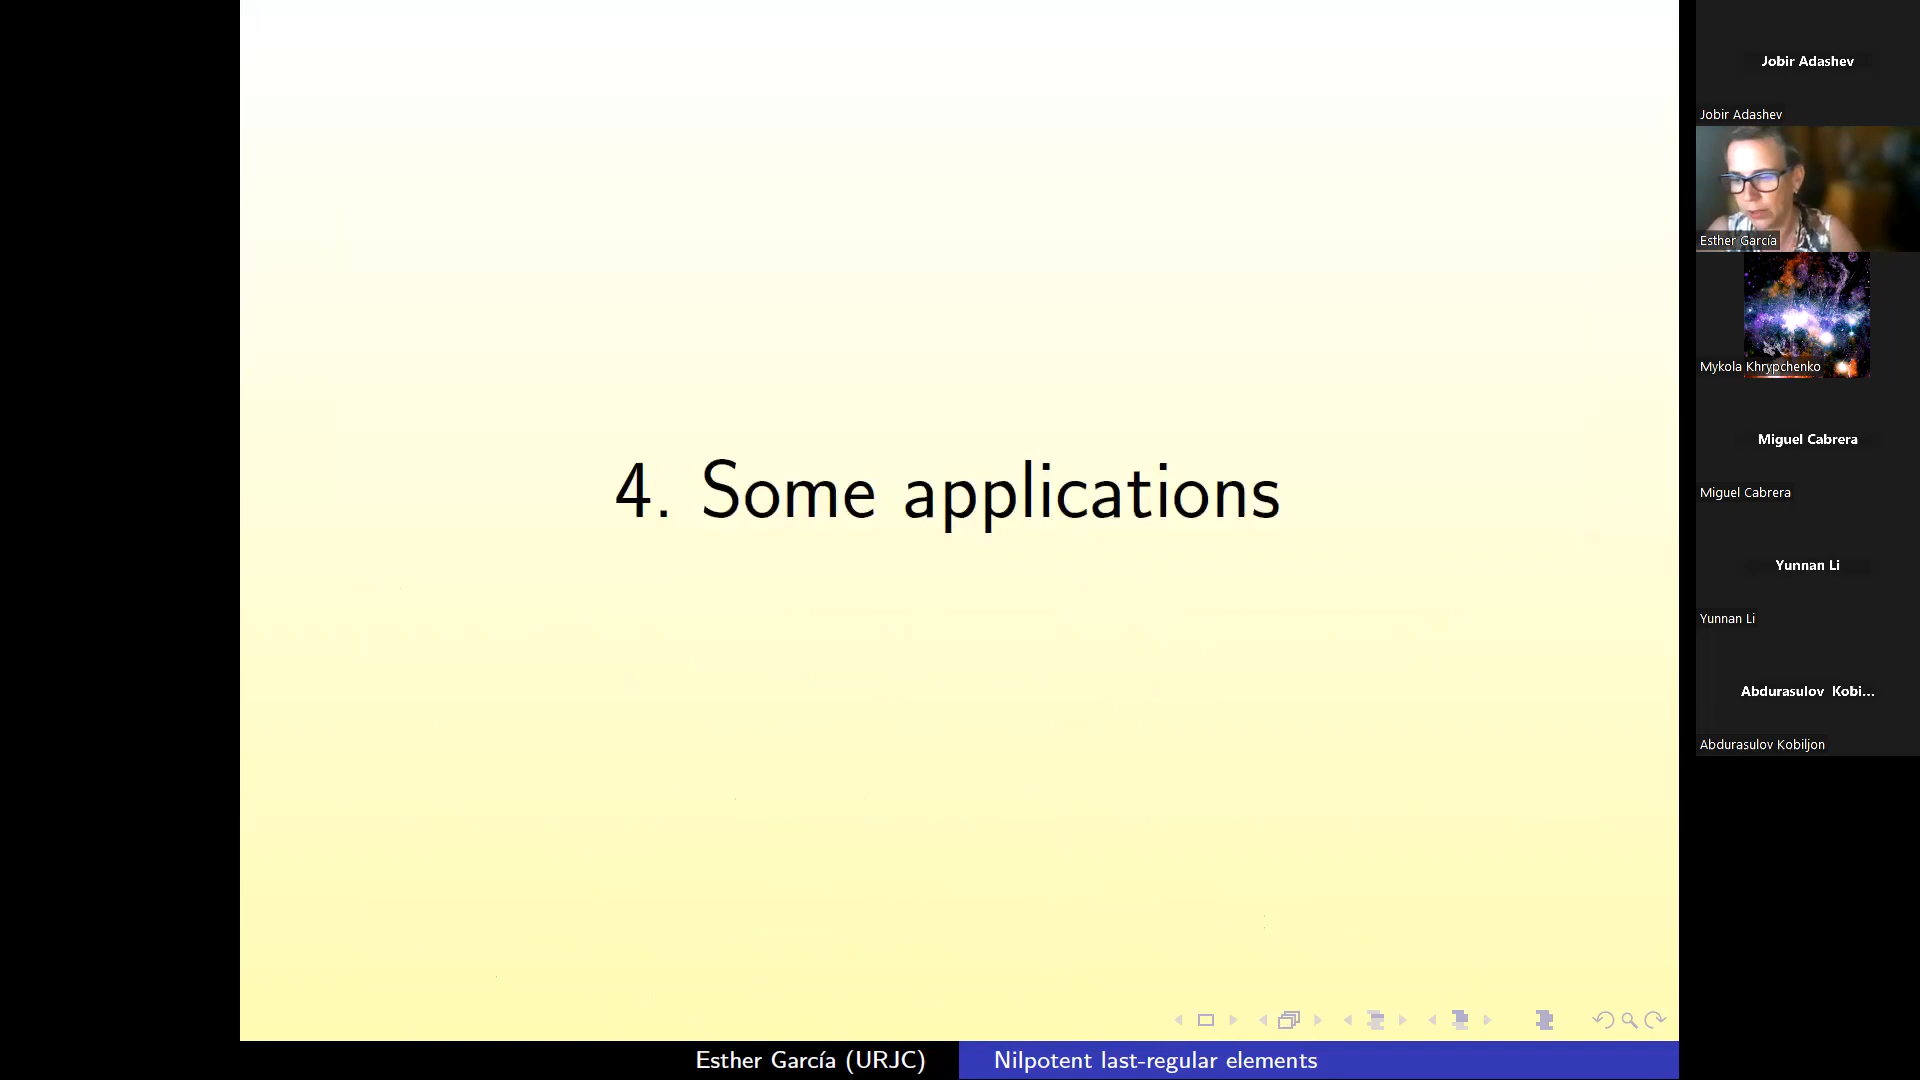 4. Some applications
Esther García (URJC)
Nilpotent last-regular elements
Jobir Adashev
Jobir Adashev
Esther García
Mykola Khrypchenko
Miguel Cabrera
Miguel Cabrera
Yunnan Li
Yunnan Li
Abdurasulov Kobi...
Abdurasulov Kobiljon